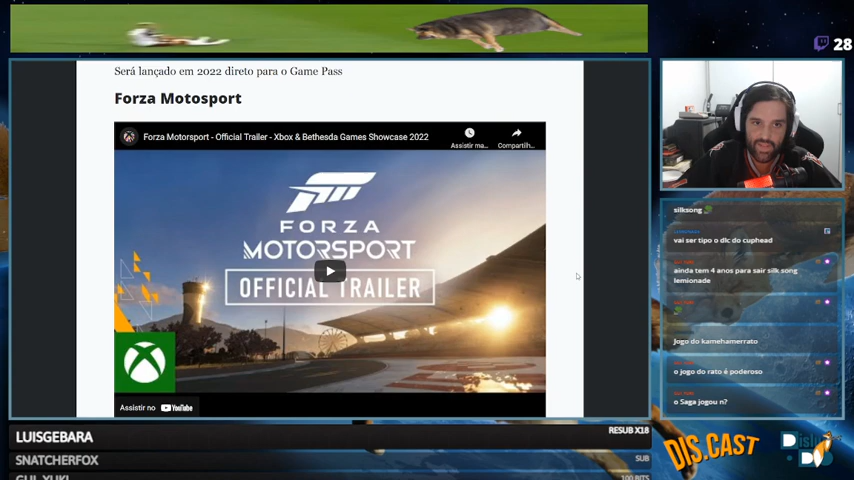 28
Será lançado em 2022 direto para o Game Pass
Forza Motosport
Forza Motorsport - Official Trailer - Xbox & Bethesda Games Showcase 2022
Assistir ma...
Compartilh...
FORZA
MOTORSPORT
OFFICIAL TRAILER
Assistir no YouTube
silksong
vai ser tipo o dlc do cuphead
ainda tem 4 anos para sair silk song
lemionade
Jogo do kamehamerrato
o jogo do rato é poderoso
o Saga jogou n?
LUISGEBARA
RESUB X18
SNATCHERFOX
SUB
GUI_YUKI
100 BITS
DIS.CAST